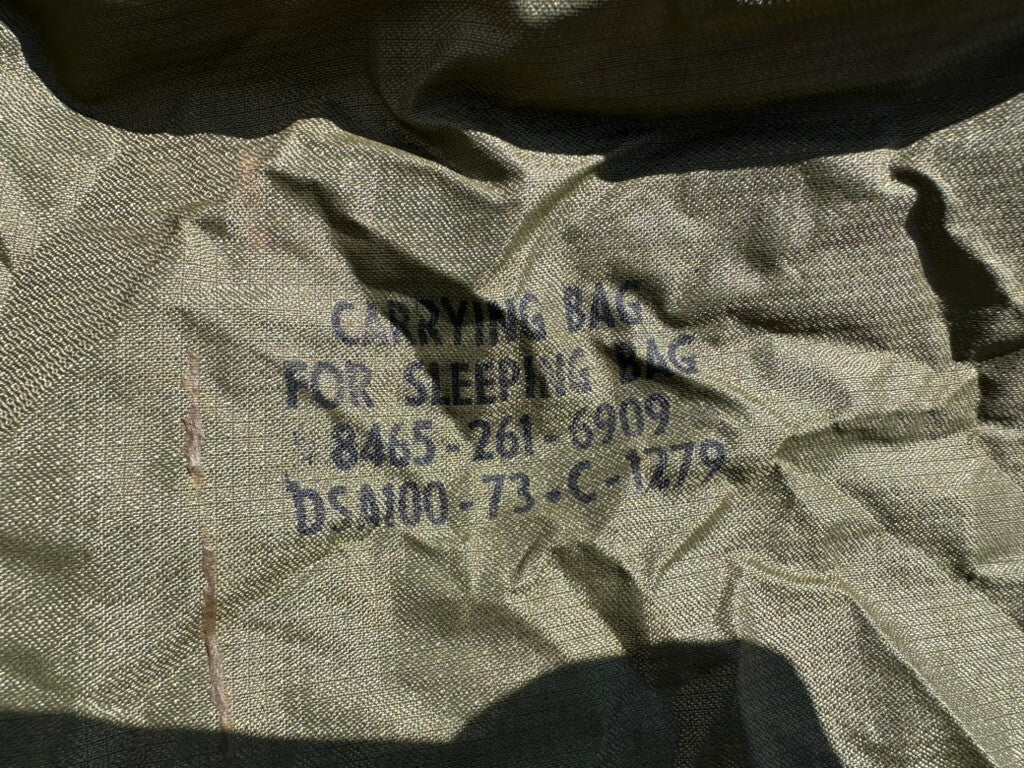 CARRYING BAG
FOR SLEEPING BAG
8465-261-6909
DSA100-73-C-1279